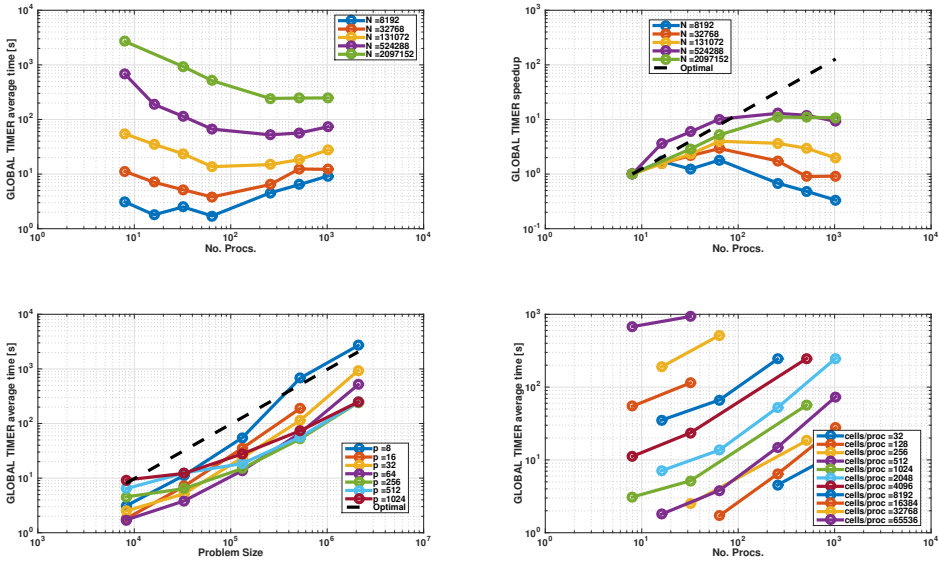 GLOBAL TIMER average time [s]
10^4
10^3
10^2
10^1
10^0
10^0
10^1
10^2
10^3
10^4
No. Procs.
N =8192
N =32768
N =131072
N =524288
N =2097152
GLOBAL TIMER speedup
10^2
10^1
10^0
10^-1
10^0
10^1
10^2
10^3
10^4
No. Procs.
N =8192
N =32768
N =131072
N =524288
N =2097152
Optimal
GLOBAL TIMER average time [s]
10^4
10^3
10^2
10^1
10^0
10^3
10^4
10^5
10^6
10^7
Problem Size
p =8
p =16
p =32
p =64
p =256
p =512
p =1024
Optimal
GLOBAL TIMER average time [s]
10^3
10^2
10^1
10^0
10^0
10^1
10^2
10^3
10^4
No. Procs.
cells/proc =32
cells/proc =128
cells/proc =256
cells/proc =512
cells/proc =1024
cells/proc =2048
cells/proc =4096
cells/proc =8192
cells/proc =16384
cells/proc =32768
cells/proc =65536